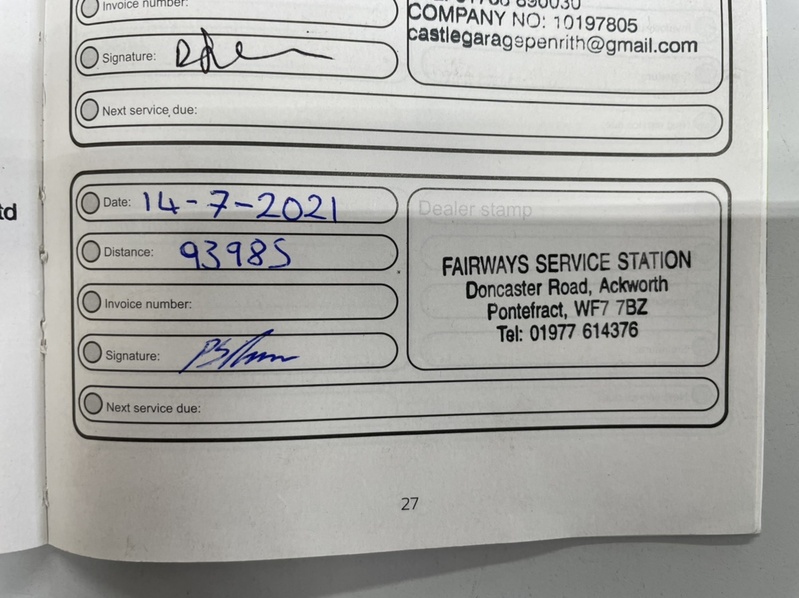 Invoice number:
COMPANY NO: 10197805
castlegaragepenrith@gmail.com
Signature:
Next service due:
td
Date: 14-7-2021
Dealer stamp
Distance: 93985
FAIRWAYS SERVICE STATION
Doncaster Road, Ackworth
Pontefract, WF7 7BZ
Tel: 01977 614376
Invoice number:
Signature:
Next service due:
27